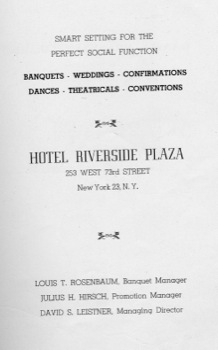 SMART SETTING FOR THE
PERFECT SOCIAL FUNCTION
BANQUETS - WEDDINGS - CONFIRMATIONS
DANCES - THEATRICALS - CONVENTIONS
HOTEL RIVERSIDE PLAZA
253 WEST 73rd STREET
New York 23, N. Y.
LOUIS T. ROSENBAUM, Banquet Manager
JULIUS H. HIRSCH, Promotion Manager
DAVID S. LEISTNER, Managing Director